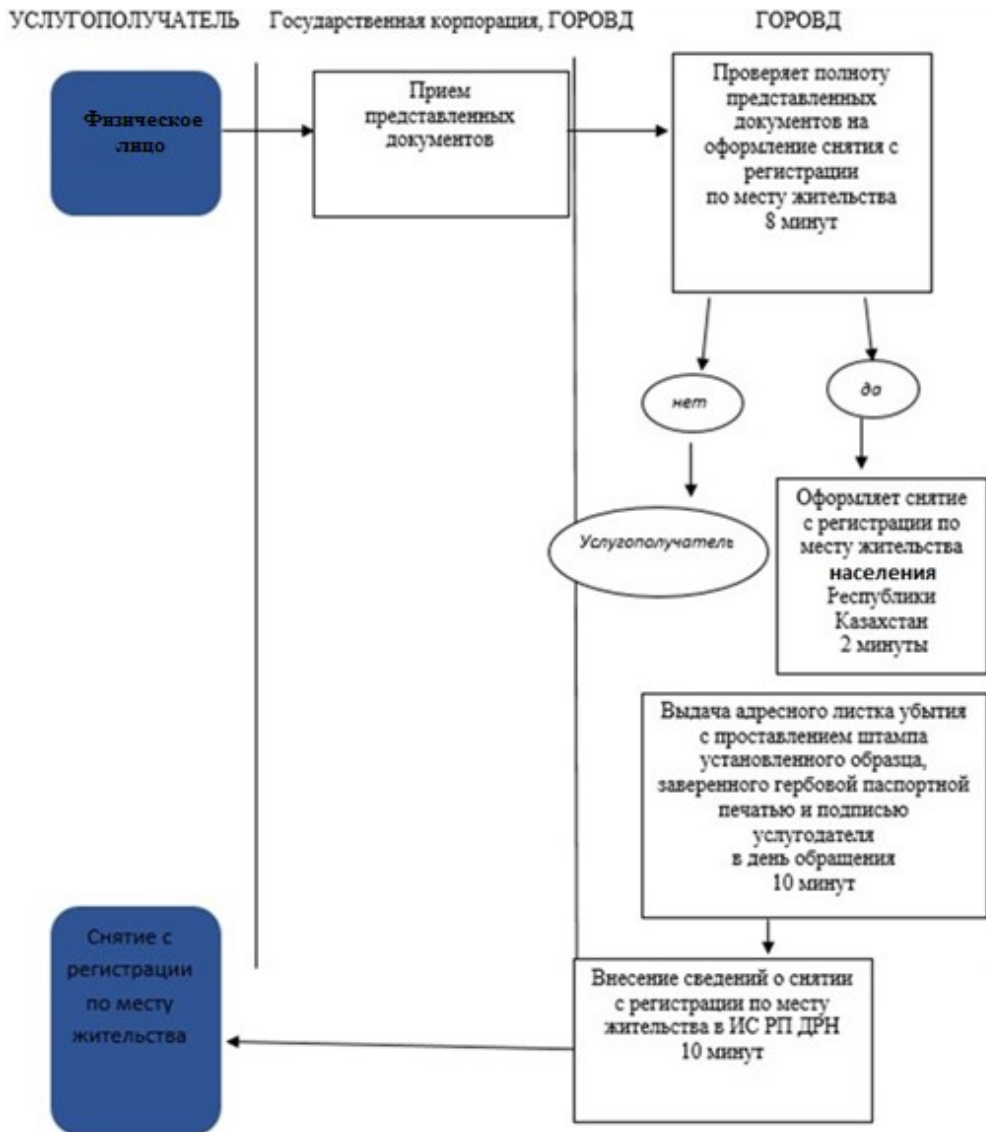 УСЛУГОПОЛУЧАТЕЛЬ
Государственная корпорация, ГОРОВД
ГОРОВД
Физическое
лицо
Прием
представленных
документов
Проверяет полноту
представленных
документов на
оформление снятия с
регистрации
по месту жительства
8 минут
нет
да
Услугополучатель
Оформляет снятие
с регистрации по
месту жительства
населения
Республики
Казахстан
2 минуты
Выдача адресного листка убытия
с проставлением штампа
установленного образца,
заверенного гербовой паспортной
печатью и подписью
услугодателя
в день обращения
10 минут
Внесение сведений о снятии
с регистрации по месту
жительства в ИС РП ДРН
10 минут
Снятие с
регистрации
по месту
жительства